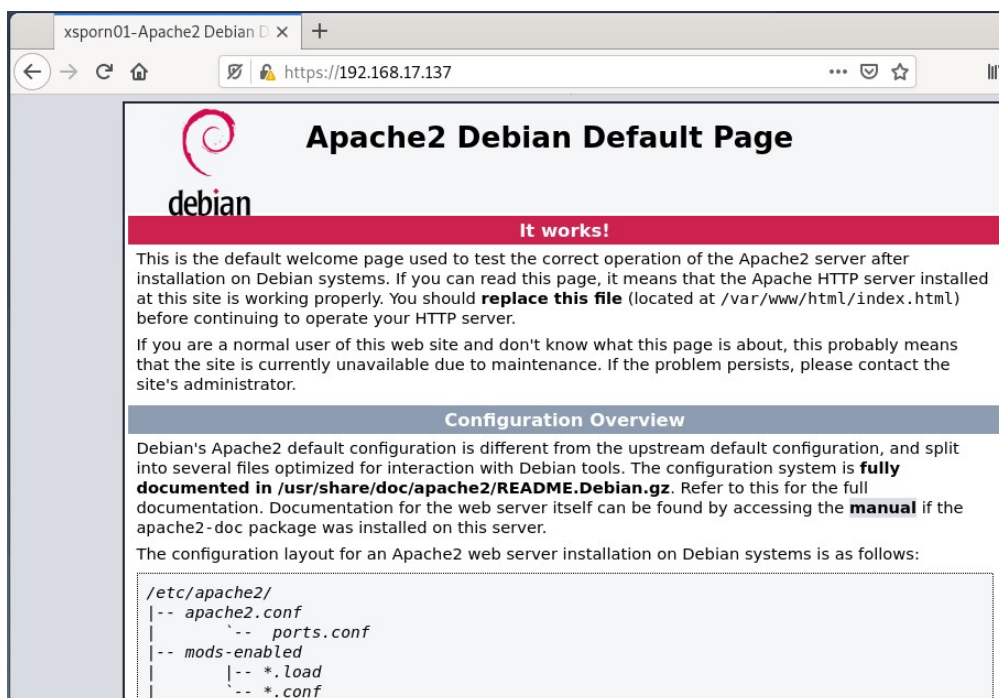 xsporn01-Apache2 Debian D
https://192.168.17.137
debian
Apache2 Debian Default Page
It works!
This is the default welcome page used to test the correct operation of the Apache2 server after
installation on Debian systems. If you can read this page, it means that the Apache HTTP server installed
at this site is working properly. You should replace this file (located at /var/www/html/index.html)
before continuing to operate your HTTP server.
If you are a normal user of this web site and don't know what this page is about, this probably means
that the site is currently unavailable due to maintenance. If the problem persists, please contact the
site's administrator.
Configuration Overview
Debian's Apache2 default configuration is different from the upstream default configuration, and split
into several files optimized for interaction with Debian tools. The configuration system is fully
documented in /usr/share/doc/apache2/README.Debian.gz. Refer to this for the full
documentation. Documentation for the web server itself can be found by accessing the manual if the
apache2-doc package was installed on this server.
The configuration layout for an Apache2 web server installation on Debian systems is as follows:
/etc/apache2/
|-- apache2.conf
|       `--  ports.conf
|-- mods-enabled
|       |-- *.load
|       `-- *.conf